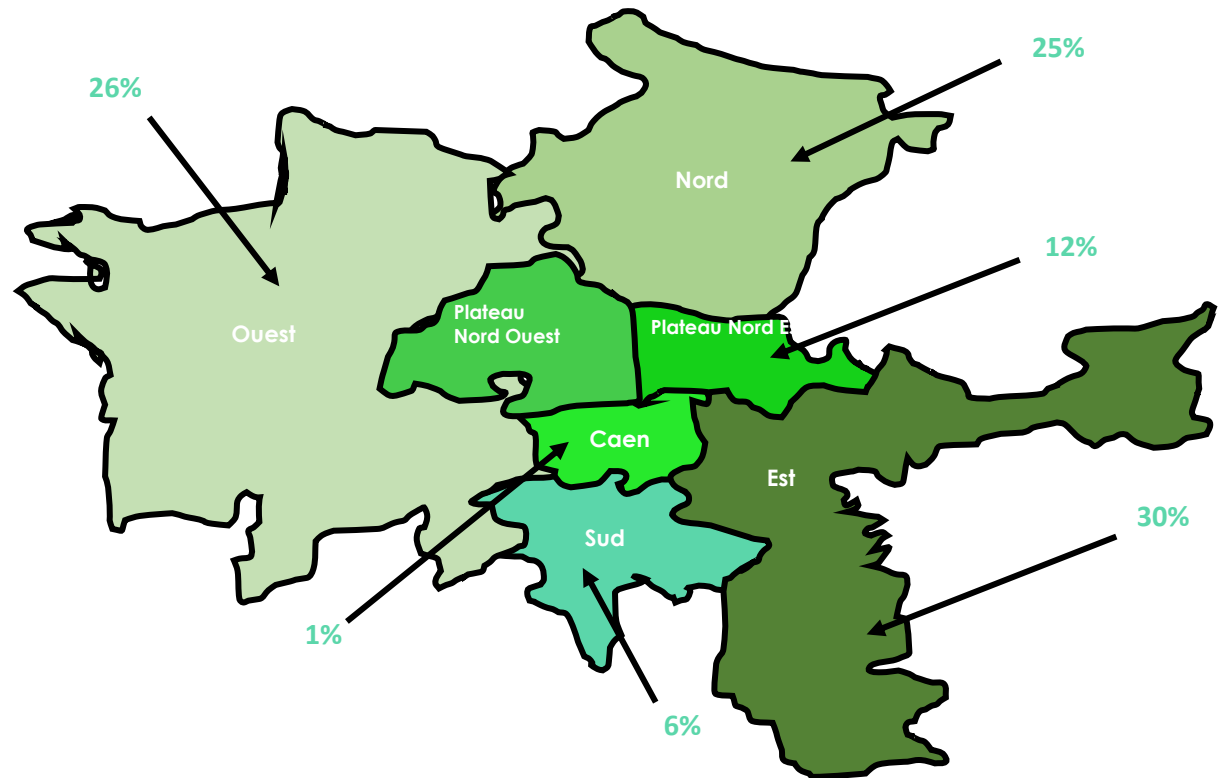 25%
26%
Nord
12%
Plateau
Nord Ouest
Plateau Nord E
Ouest
Caen
Est
30%
Sud
1%
6%